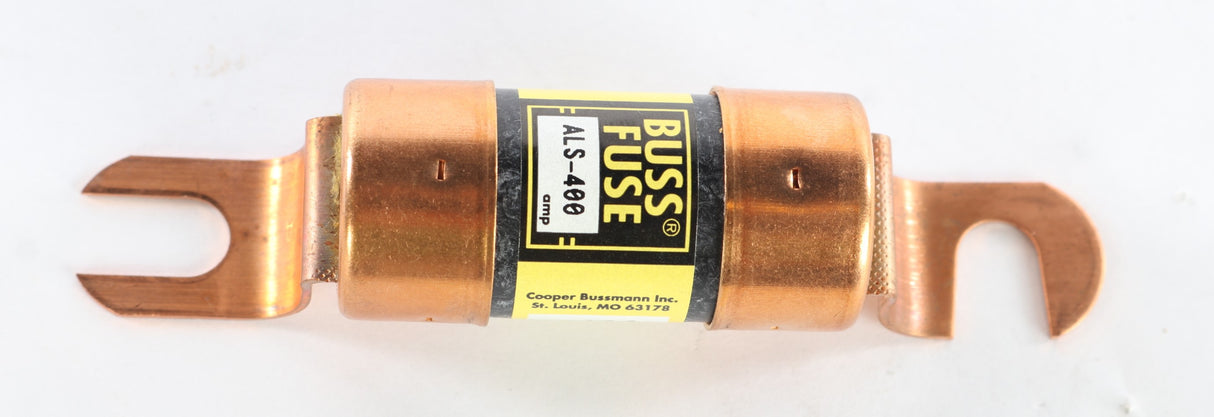 BUSS®
FUSE
ALS-400
amp
Cooper Bussmann Inc.
St. Louis, MO 63178